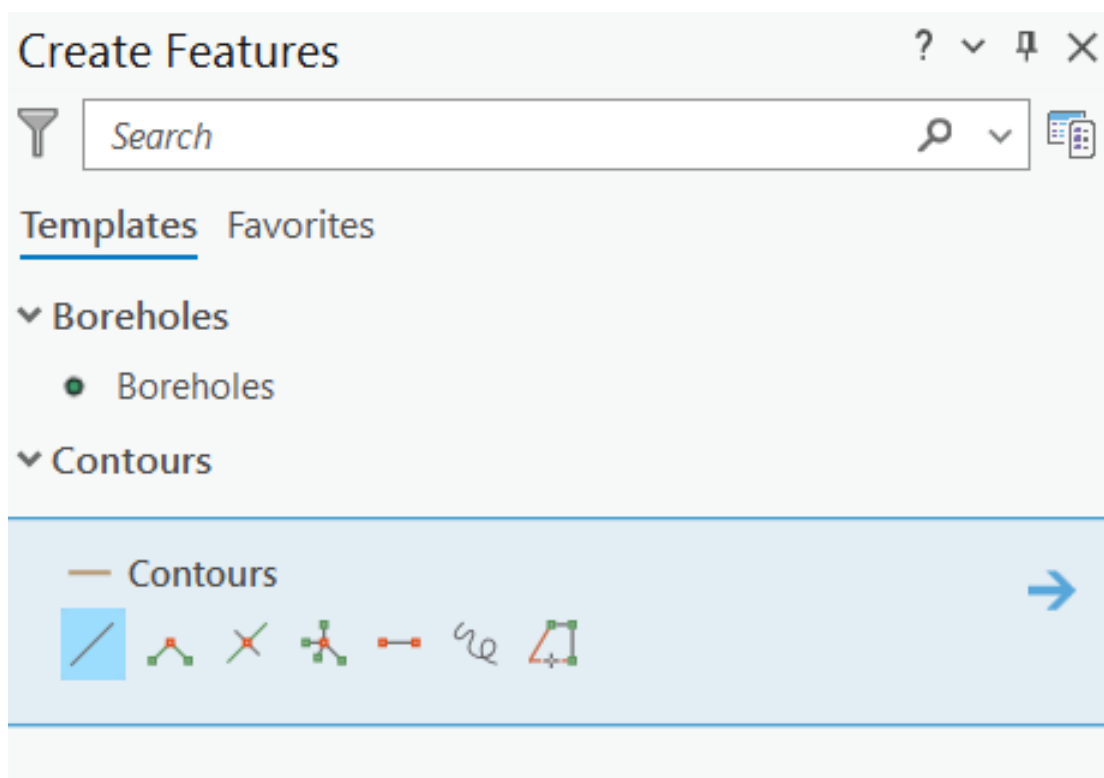 Create Features
?
Search
Templates Favorites
Boreholes
Boreholes
Contours
Contours